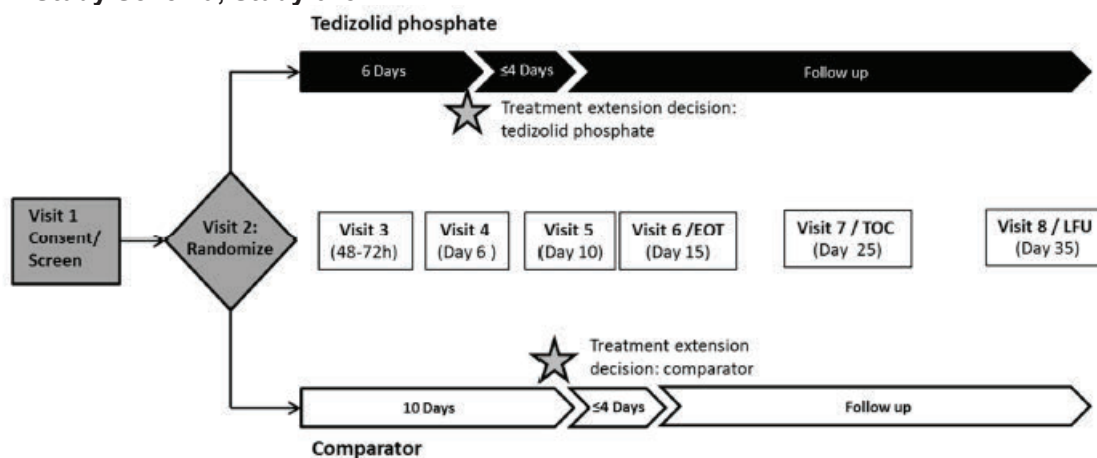 Study Schema, Study
Tedizolid phosphate
6 Days
≤4 Days
Follow up
Treatment extension decision:
tedizolid phosphate
Visit 1
Consent/
Screen
Visit 2:
Randomize
Visit 3
(48-72h)
Visit 4
(Day 6 )
Visit 5
(Day 10)
Visit 6 /EOT
(Day 15)
Visit 7 / TOC
(Day 25)
Visit 8 / LFU
(Day 35)
Treatment extension
decision: comparator
10 Days
≤4 Days
Follow up
Comparator